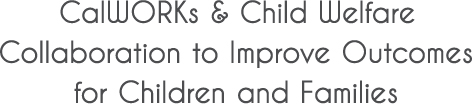 CalWORKs & Child Welfare
Collaboration to Improve Outcomes
for Children and Families